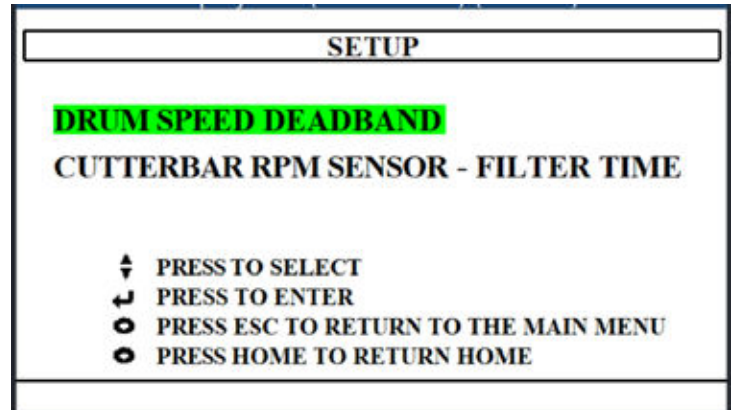 SETUP
DRUM SPEED DEADBAND
CUTTERBAR RPM SENSOR - FILTER TIME
PRESS TO SELECT
PRESS TO ENTER
PRESS ESC TO RETURN TO THE MAIN MENU
PRESS HOME TO RETURN HOME